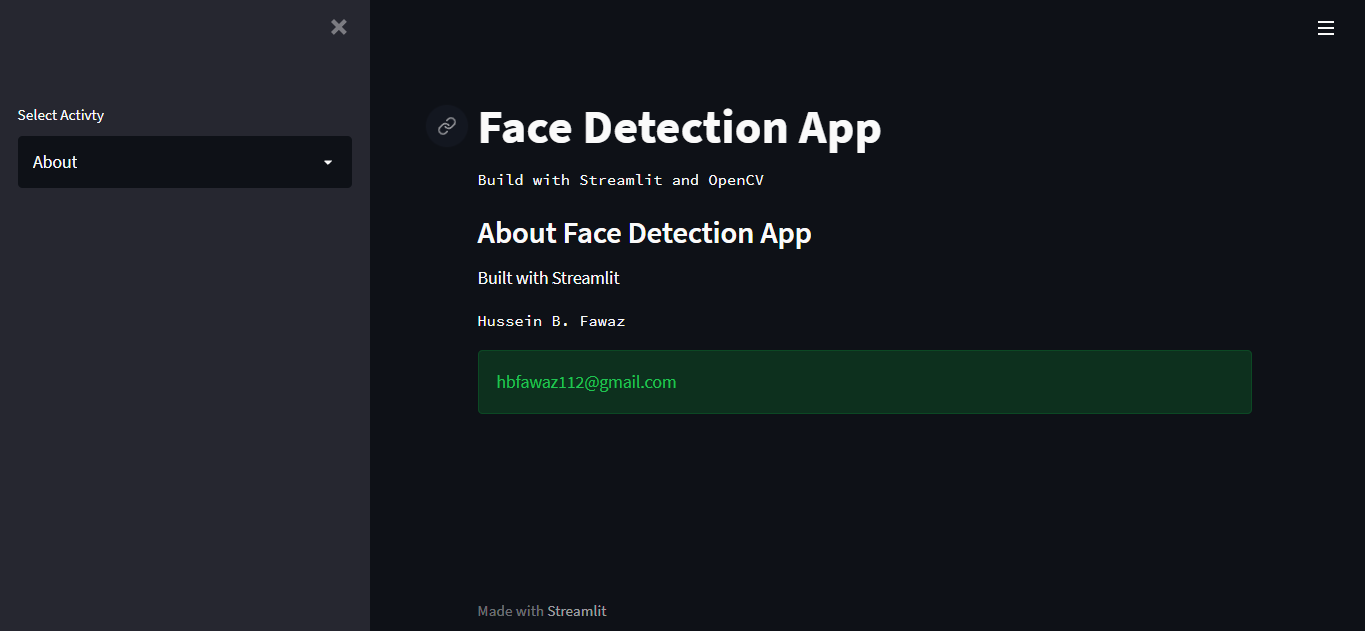 Select Activty
About
Face Detection App
Build with Streamlit and OpenCV
About Face Detection App
Built with Streamlit
Hussein B. Fawaz
hbfawaz112@gmail.com
Made with Streamlit